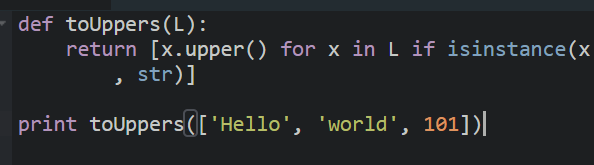 def toUppers(L):
    return [x.upper() for x in L if isinstance(x
        , str)]
print toUppers(['Hello', 'world', 101])